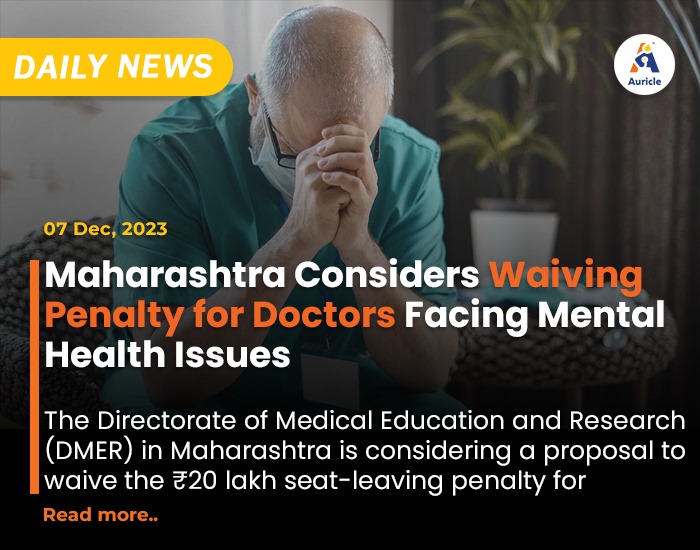 DAILY NEWS
Auricle
07 Dec, 2023
Maharashtra Considers Waiving
Penalty for Doctors Facing Mental
Health Issues
The Directorate of Medical Education and Research
(DMER) in Maharashtra is considering a proposal to
waive the ₹20 lakh seat-leaving penalty for
Read more..